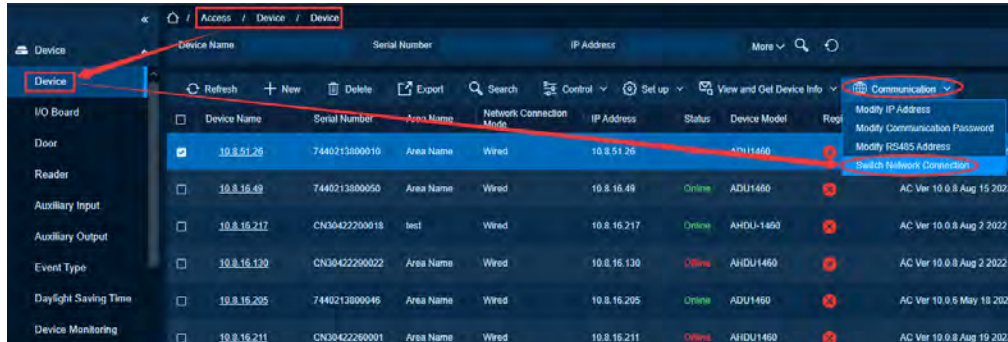 Access / Device / Device
Device
Device Name Serial Number IP Address More
Device
Refresh New Delete Export Search Control Set up View and Get Device Info Communication
I/O Board
Device Name Serial Number Area Name Network Connection Mode IP Address Status Device Model Regi
Modify IP Address
Modify Communication Password
Modify RS485 Address
Switch Network Connection
Door
10.8.51.26 7440213800010 Area Name Wired 10.8.51.26 ADU1460
Reader
10.8.16.49 7440213800050 Area Name Wired 10.8.16.49 Online ADU1460 AC Ver 10.0.8 Aug 15 202
Auxiliary Input
10.8.16.217 CN30422200018 test Wired 10.8.16.217 Online AHDU-1460 AC Ver 10.0.8 Aug 2 2022
Auxiliary Output
Event Type
10.8.16.130 CN30422290022 Area Name Wired 10.8.16.130 Offline AHDU1460 AC Ver 10.0.8 Aug 2 2022
Daylight Saving Time
10.8.16.205 7440213800046 Area Name Wired 10.8.16.205 Online ADU1460 AC Ver 10.0.6 May 18 202
Device Monitoring
10.8.16.211 CN30422260001 Area Name Wired 10.8.16.211 Offline AHDU1460 AC Ver 10.0.8 Aug 19 202